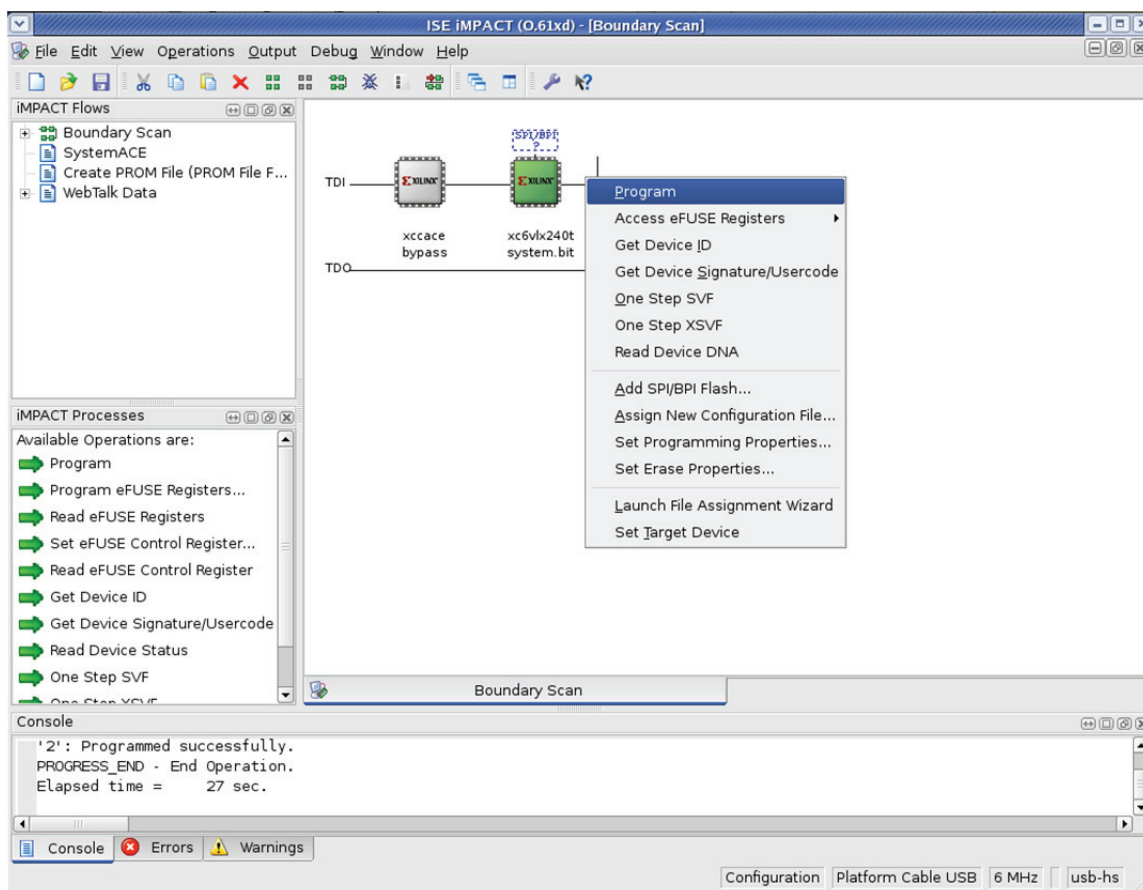 ISE iMPACT (O.61xd) - [Boundary Scan]
File Edit View Operations Output Debug Window Help
iMPACT Flows
Boundary Scan
SystemACE
Create PROM File (PROM File F...
WebTalk Data
iMPACT Processes
Available Operations are:
Program
Program eFUSE Registers...
Read eFUSE Registers
Set eFUSE Control Register...
Read eFUSE Control Register
Get Device ID
Get Device Signature/Usercode
Read Device Status
One Step SVF
One Step XSVF
SPI/BPI
?
TDI
XILINX
XILINX
xccace
bypass
xc6vlx240t
system.bit
TDO
Program
Access eFUSE Registers
Get Device ID
Get Device Signature/Usercode
One Step SVF
One Step XSVF
Read Device DNA
Add SPI/BPI Flash...
Assign New Configuration File...
Set Programming Properties...
Set Erase Properties...
Launch File Assignment Wizard
Set Target Device
Boundary Scan
Console
'2': Programmed successfully.
PROGRESS_END - End Operation.
Elapsed time =     27 sec.
Console Errors Warnings
Configuration Platform Cable USB 6 MHz usb-hs